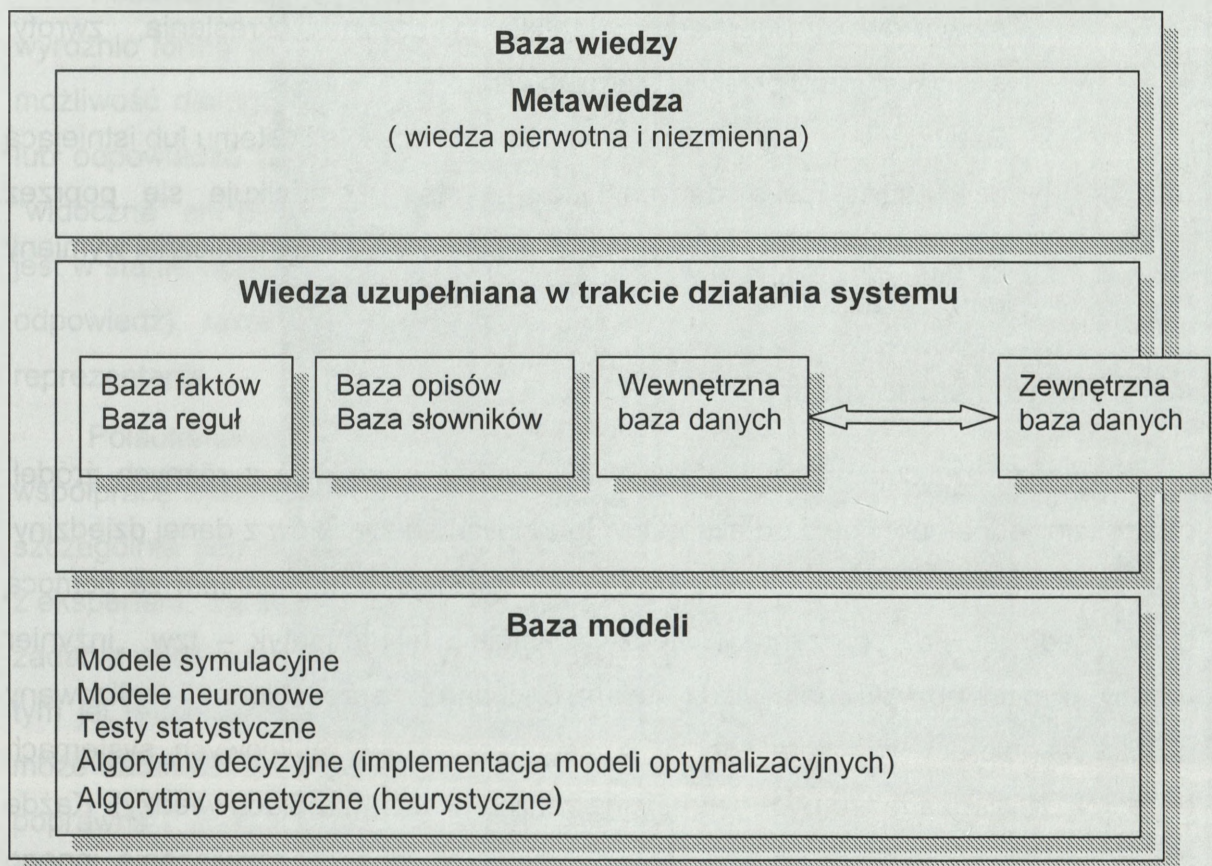 Baza wiedzy
Metawiedza
( wiedza pierwotna i niezmienna)
Wiedza uzupełniana w trakcie działania systemu
Baza faktów
Baza reguł
Baza opisów
Baza słowników
Wewnętrzna
baza danych
Zewnętrzna
baza danych
Baza modeli
Modele symulacyjne
Modele neuronowe
Testy statystyczne
Algorytmy decyzyjne (implementacja modeli optymalizacyjnych)
Algorytmy genetyczne (heurystyczne)